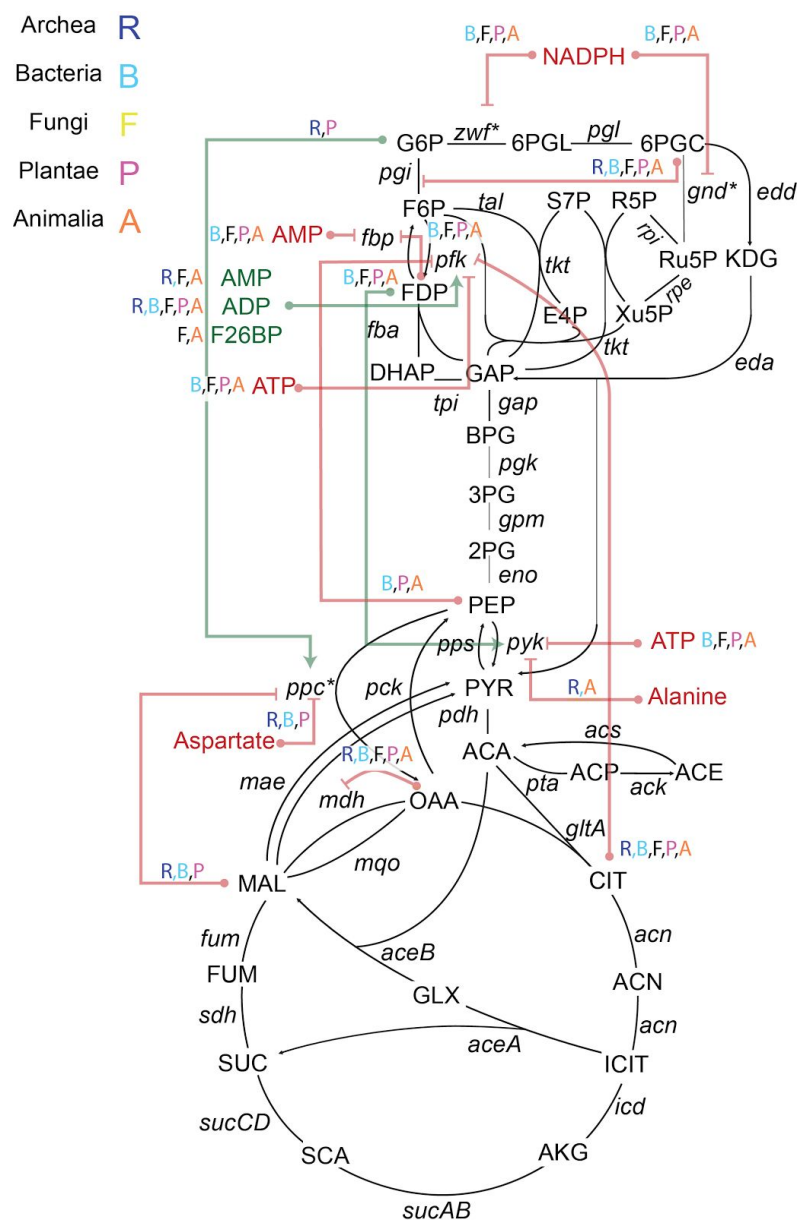 Archea R
Bacteria B
Fungi F
Plantae P
Animalia A
B,F,P,A
NADPH
B,F,P,A
R,P
G6P
zwf*
6PGL
pgl
6PGC
pgi
R,B,F,P,A
gnd*
edd
F6P
tal
S7P
R5P
B,F,P,A
AMP
fbp
B,F,P,A
pfk
tkt
rpi
Ru5P
KDG
R,F,A
AMP
B,F,P,A
FDP
rpe
R,B,F,P,A
ADP
E4P
Xu5P
F,A
F26BP
fba
tkt
eda
B,F,P,A
ATP
DHAP
GAP
tpi
gap
BPG
pgk
3PG
gpm
2PG
eno
B,P,A
PEP
pps
pyk
ATP
B,F,P,A
ppc*
pck
PYR
R,A
Alanine
R,B,P
Aspartate
pdh
acs
R,B,F,P,A
ACA
mae
mdh
pta
ACP
ack
ACE
OAA
gltA
mqo
R,B,F,P,A
R,B,P
MAL
CIT
fum
aceB
acn
FUM
GLX
ACN
sdh
acn
aceA
SUC
ICIT
icd
sucCD
SCA
AKG
sucAB